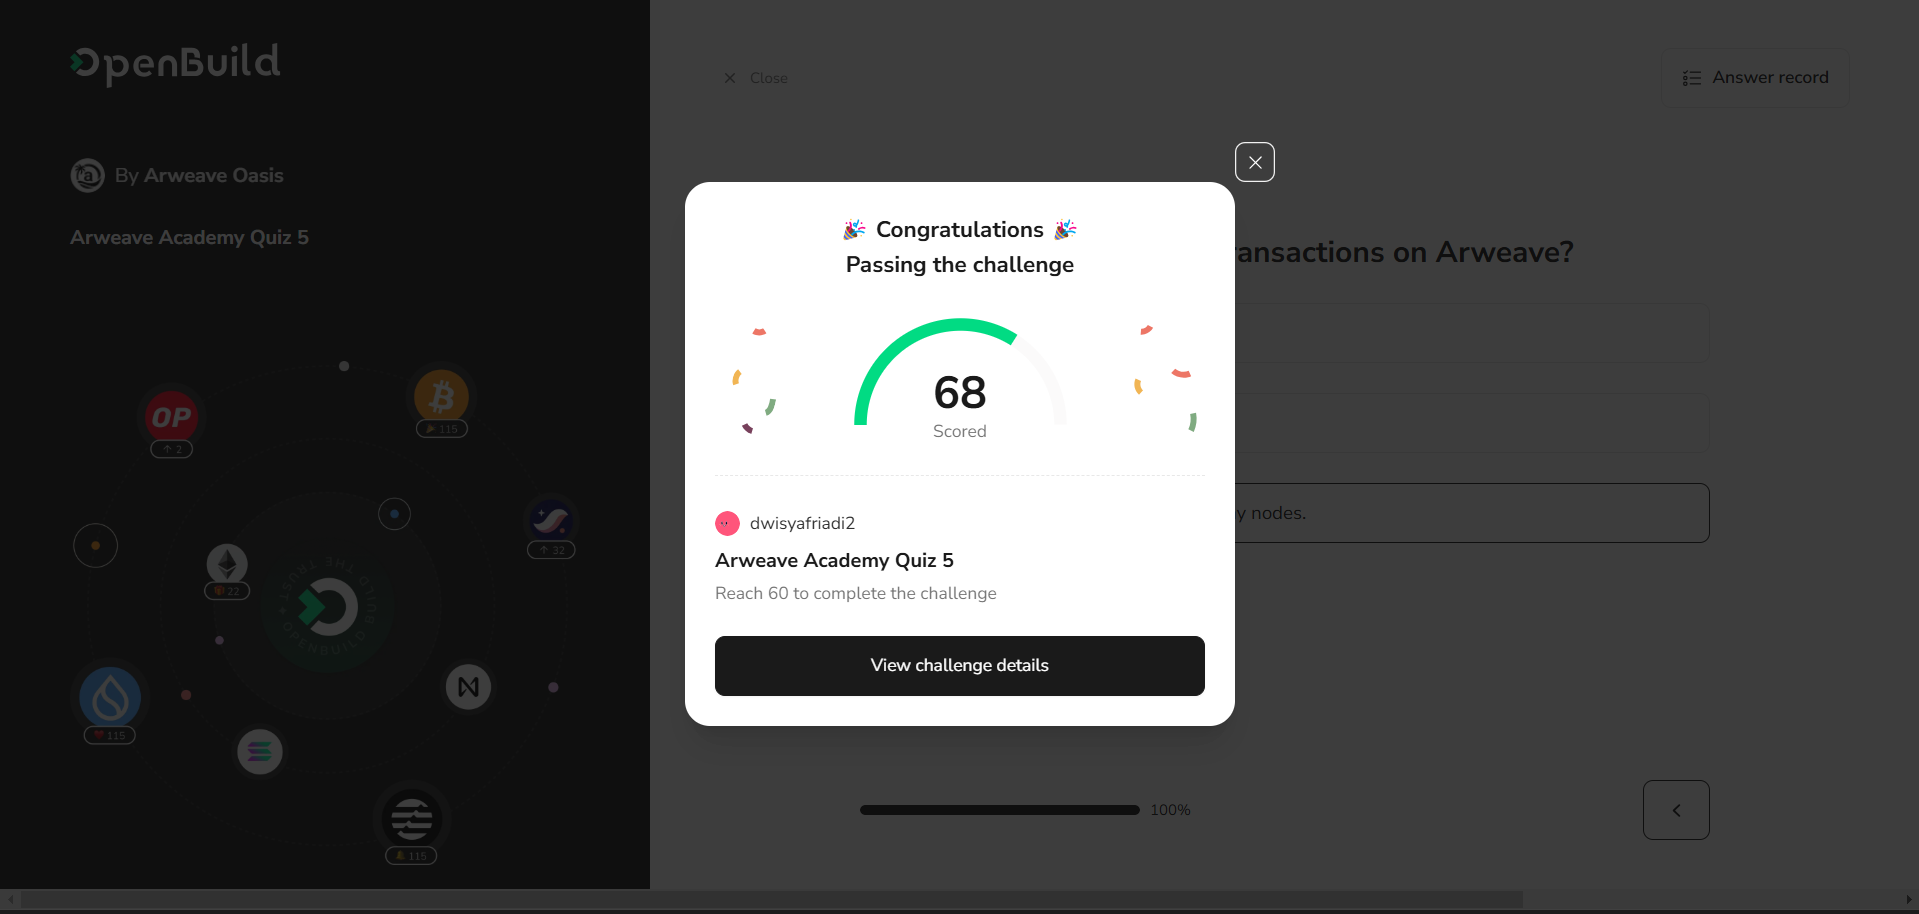 OpenBuild
By Arweave Oasis
Arweave Academy Quiz 5
OP
2
115
32
22
115
115
OPENBUILD
Close
Answer record
ansactions on Arweave?
y nodes.
🎉 Congratulations 🎉
Passing the challenge
68
Scored
dwisyafriadi2
Arweave Academy Quiz 5
Reach 60 to complete the challenge
View challenge details
100%